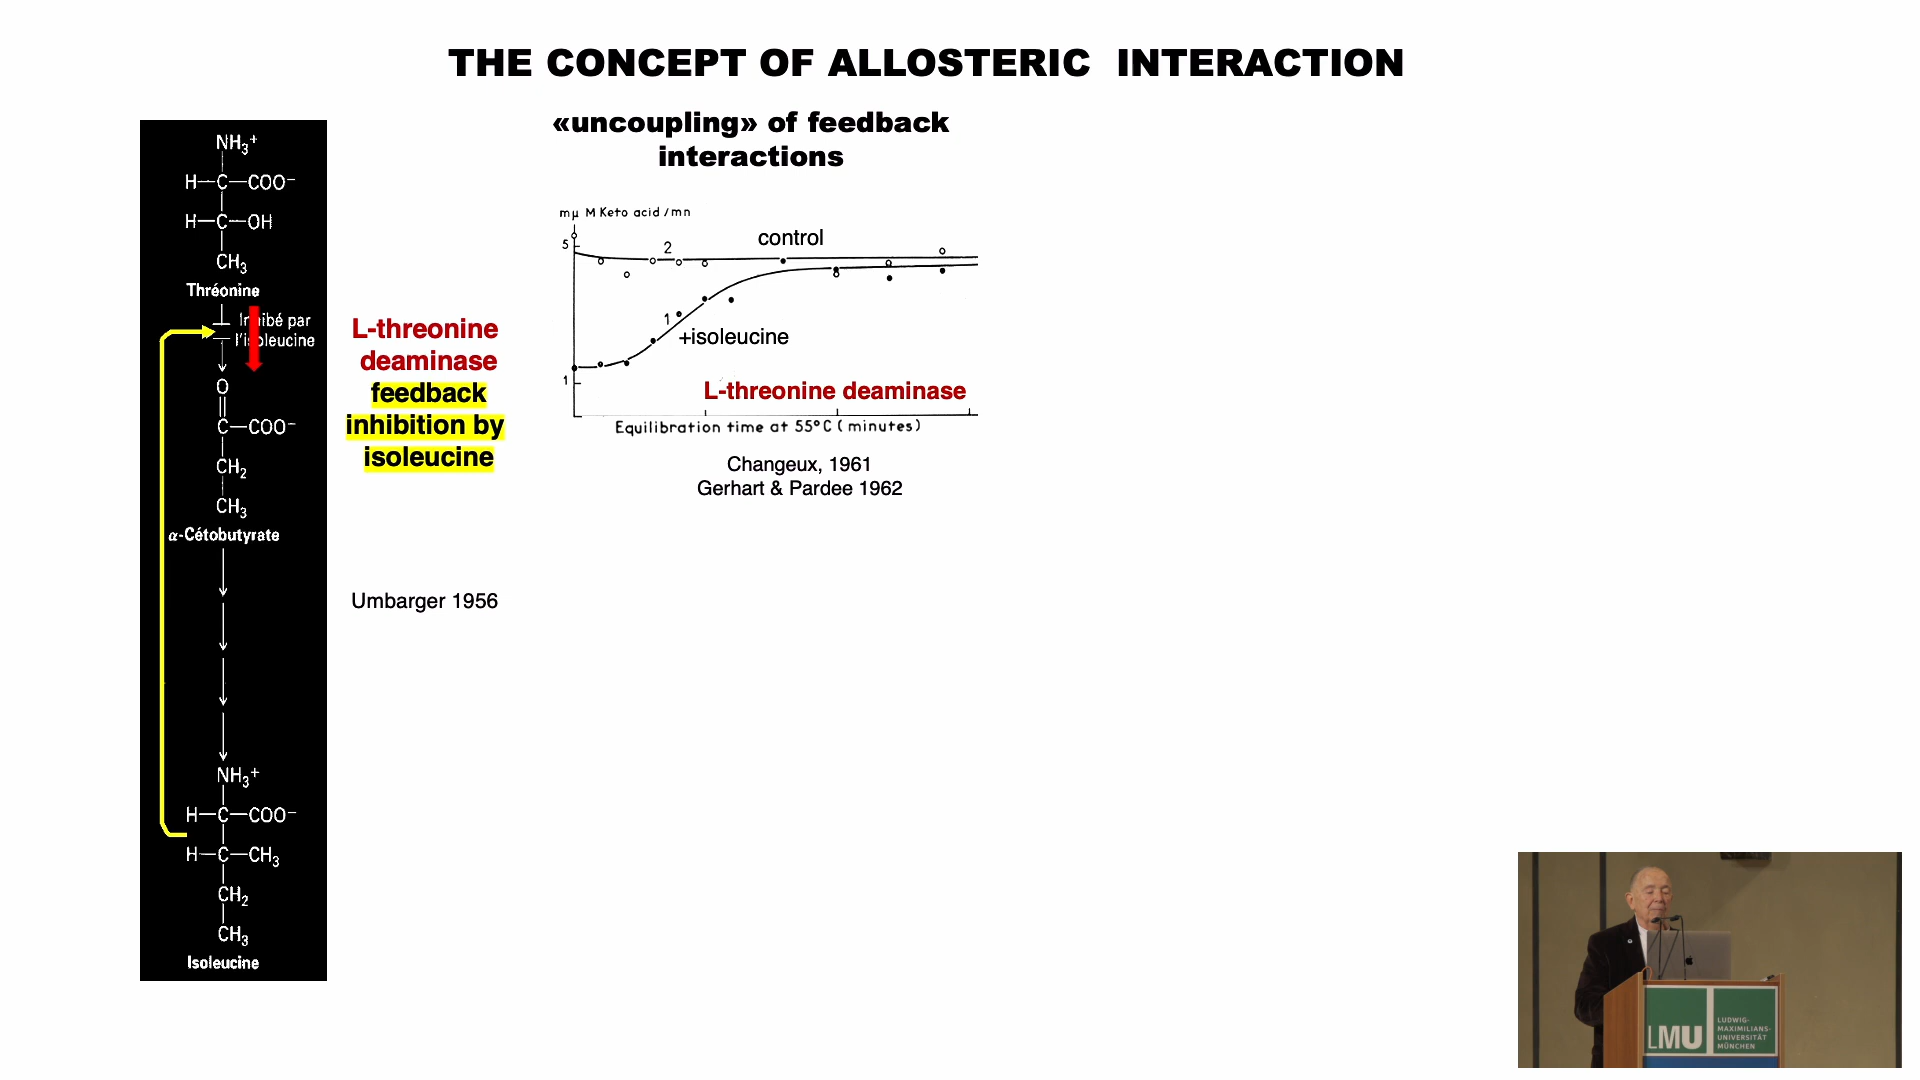 THE CONCEPT OF ALLOSTERIC INTERACTION
NH3+
H—C—COO−
H—C—OH
CH3
Thréonine
par
O
C—COO−
CH2
CH3
α-Cétobutyrate
NH3+
H—C—COO−
H—C—CH3
CH2
CH3
Isoleucine
L-threonine
deaminase
feedback
inhibition by
isoleucine
Umbarger 1956
«uncoupling» of feedback
interactions
mµ M Keto acid /mn
5
2
control
1
+isoleucine
1
L-threonine deaminase
Equilibration time at 55°C ( minutes)
Changeux, 1961
Gerhart & Pardee 1962
LMU
LUDWIG-
MAXIMILIANS-
UNIVERSITÄT
MÜNCHEN